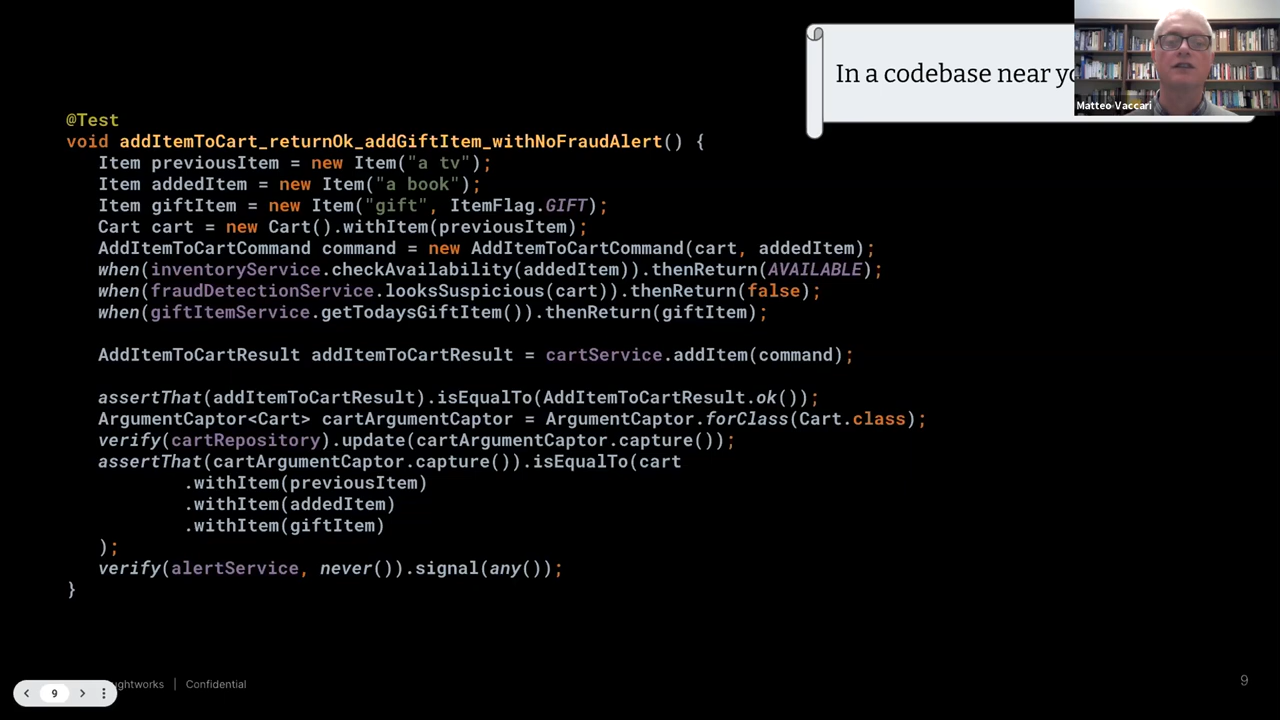 In a codebase near yo
Matteo Vaccari
@Test
void addItemToCart_returnOk_addGiftItem_withNoFraudAlert() {
Item previousItem = new Item("a tv");
Item addedItem = new Item("a book");
Item giftItem = new Item("gift", ItemFlag.GIFT);
Cart cart = new Cart().withItem(previousItem);
AddItemToCartCommand command = new AddItemToCartCommand(cart, addedItem);
when(inventoryService.checkAvailability(addedItem)).thenReturn(AVAILABLE);
when(fraudDetectionService.looksSuspicious(cart)).thenReturn(false);
when(giftItemService.getTodaysGiftItem()).thenReturn(giftItem);
AddItemToCartResult addItemToCartResult = cartService.addItem(command);
assertThat(addItemToCartResult).isEqualTo(AddItemToCartResult.ok());
ArgumentCaptor<Cart> cartArgumentCaptor = ArgumentCaptor.forClass(Cart.class);
verify(cartRepository).update(cartArgumentCaptor.capture());
assertThat(cartArgumentCaptor.capture()).isEqualTo(cart
.withItem(previousItem)
.withItem(addedItem)
.withItem(giftItem)
);
verify(alertService, never()).signal(any());
}
9
ughtworks | Confidential
9